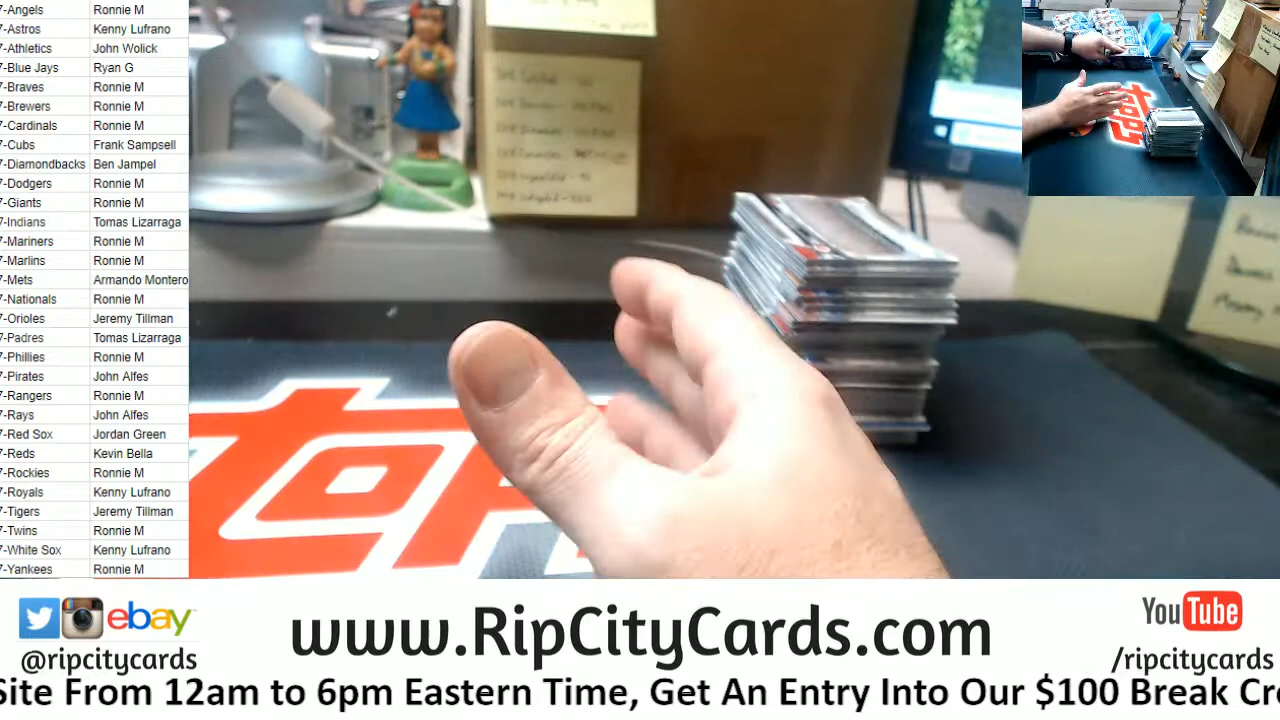 7-Angels Ronnie M
7-Astros Kenny Lufrano
7-Athletics John Wolick
7-Blue Jays Ryan G
7-Braves Ronnie M
7-Brewers Ronnie M
7-Cardinals Ronnie M
7-Cubs Frank Sampsell
7-Diamondbacks Ben Jampel
7-Dodgers Ronnie M
7-Giants Ronnie M
7-Indians Tomas Lizarraga
7-Mariners Ronnie M
7-Marlins Ronnie M
7-Mets Armando Montero
7-Nationals Ronnie M
7-Orioles Jeremy Tillman
7-Padres Tomas Lizarraga
7-Phillies Ronnie M
7-Pirates John Alfes
7-Rangers Ronnie M
7-Rays John Alfes
7-Red Sox Jordan Green
7-Reds Kevin Bella
7-Rockies Ronnie M
7-Royals Kenny Lufrano
7-Tigers Jeremy Tillman
7-Twins Ronnie M
7-White Sox Kenny Lufrano
7-Yankees Ronnie M
topps
ebay
@ripcitycards
www.RipCityCards.com
YouTube
/ripcitycards
Site From 12am to 6pm Eastern Time, Get An Entry Into Our $100 Break Cre